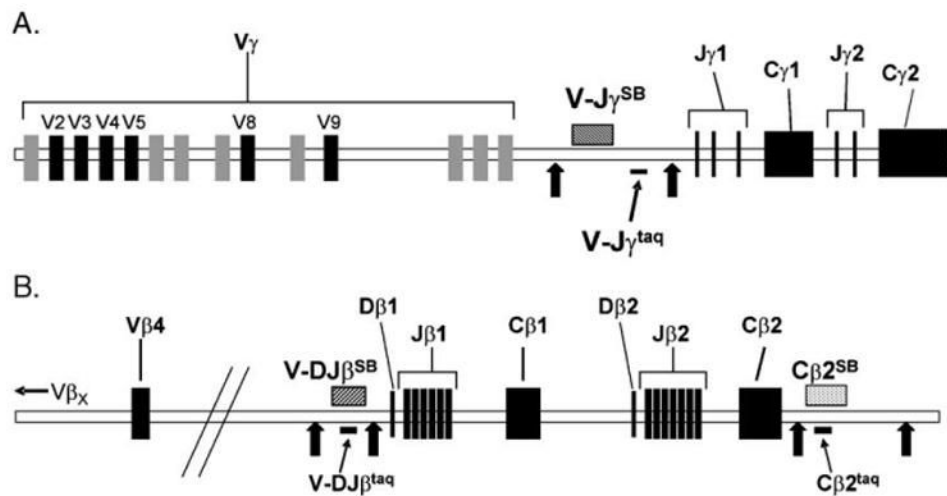 A.
Vγ
Jγ1
Jγ2
Cγ1
Cγ2
V-Jγ^SB
V2 V3 V4 V5 V8 V9
V-Jγ^taq
B.
Dβ1
Dβ2
Vβ4
Jβ1
Cβ1
Jβ2
Cβ2
V-DJβ^SB
Cβ2^SB
Vβ_X
V-DJβ^taq
Cβ2^taq